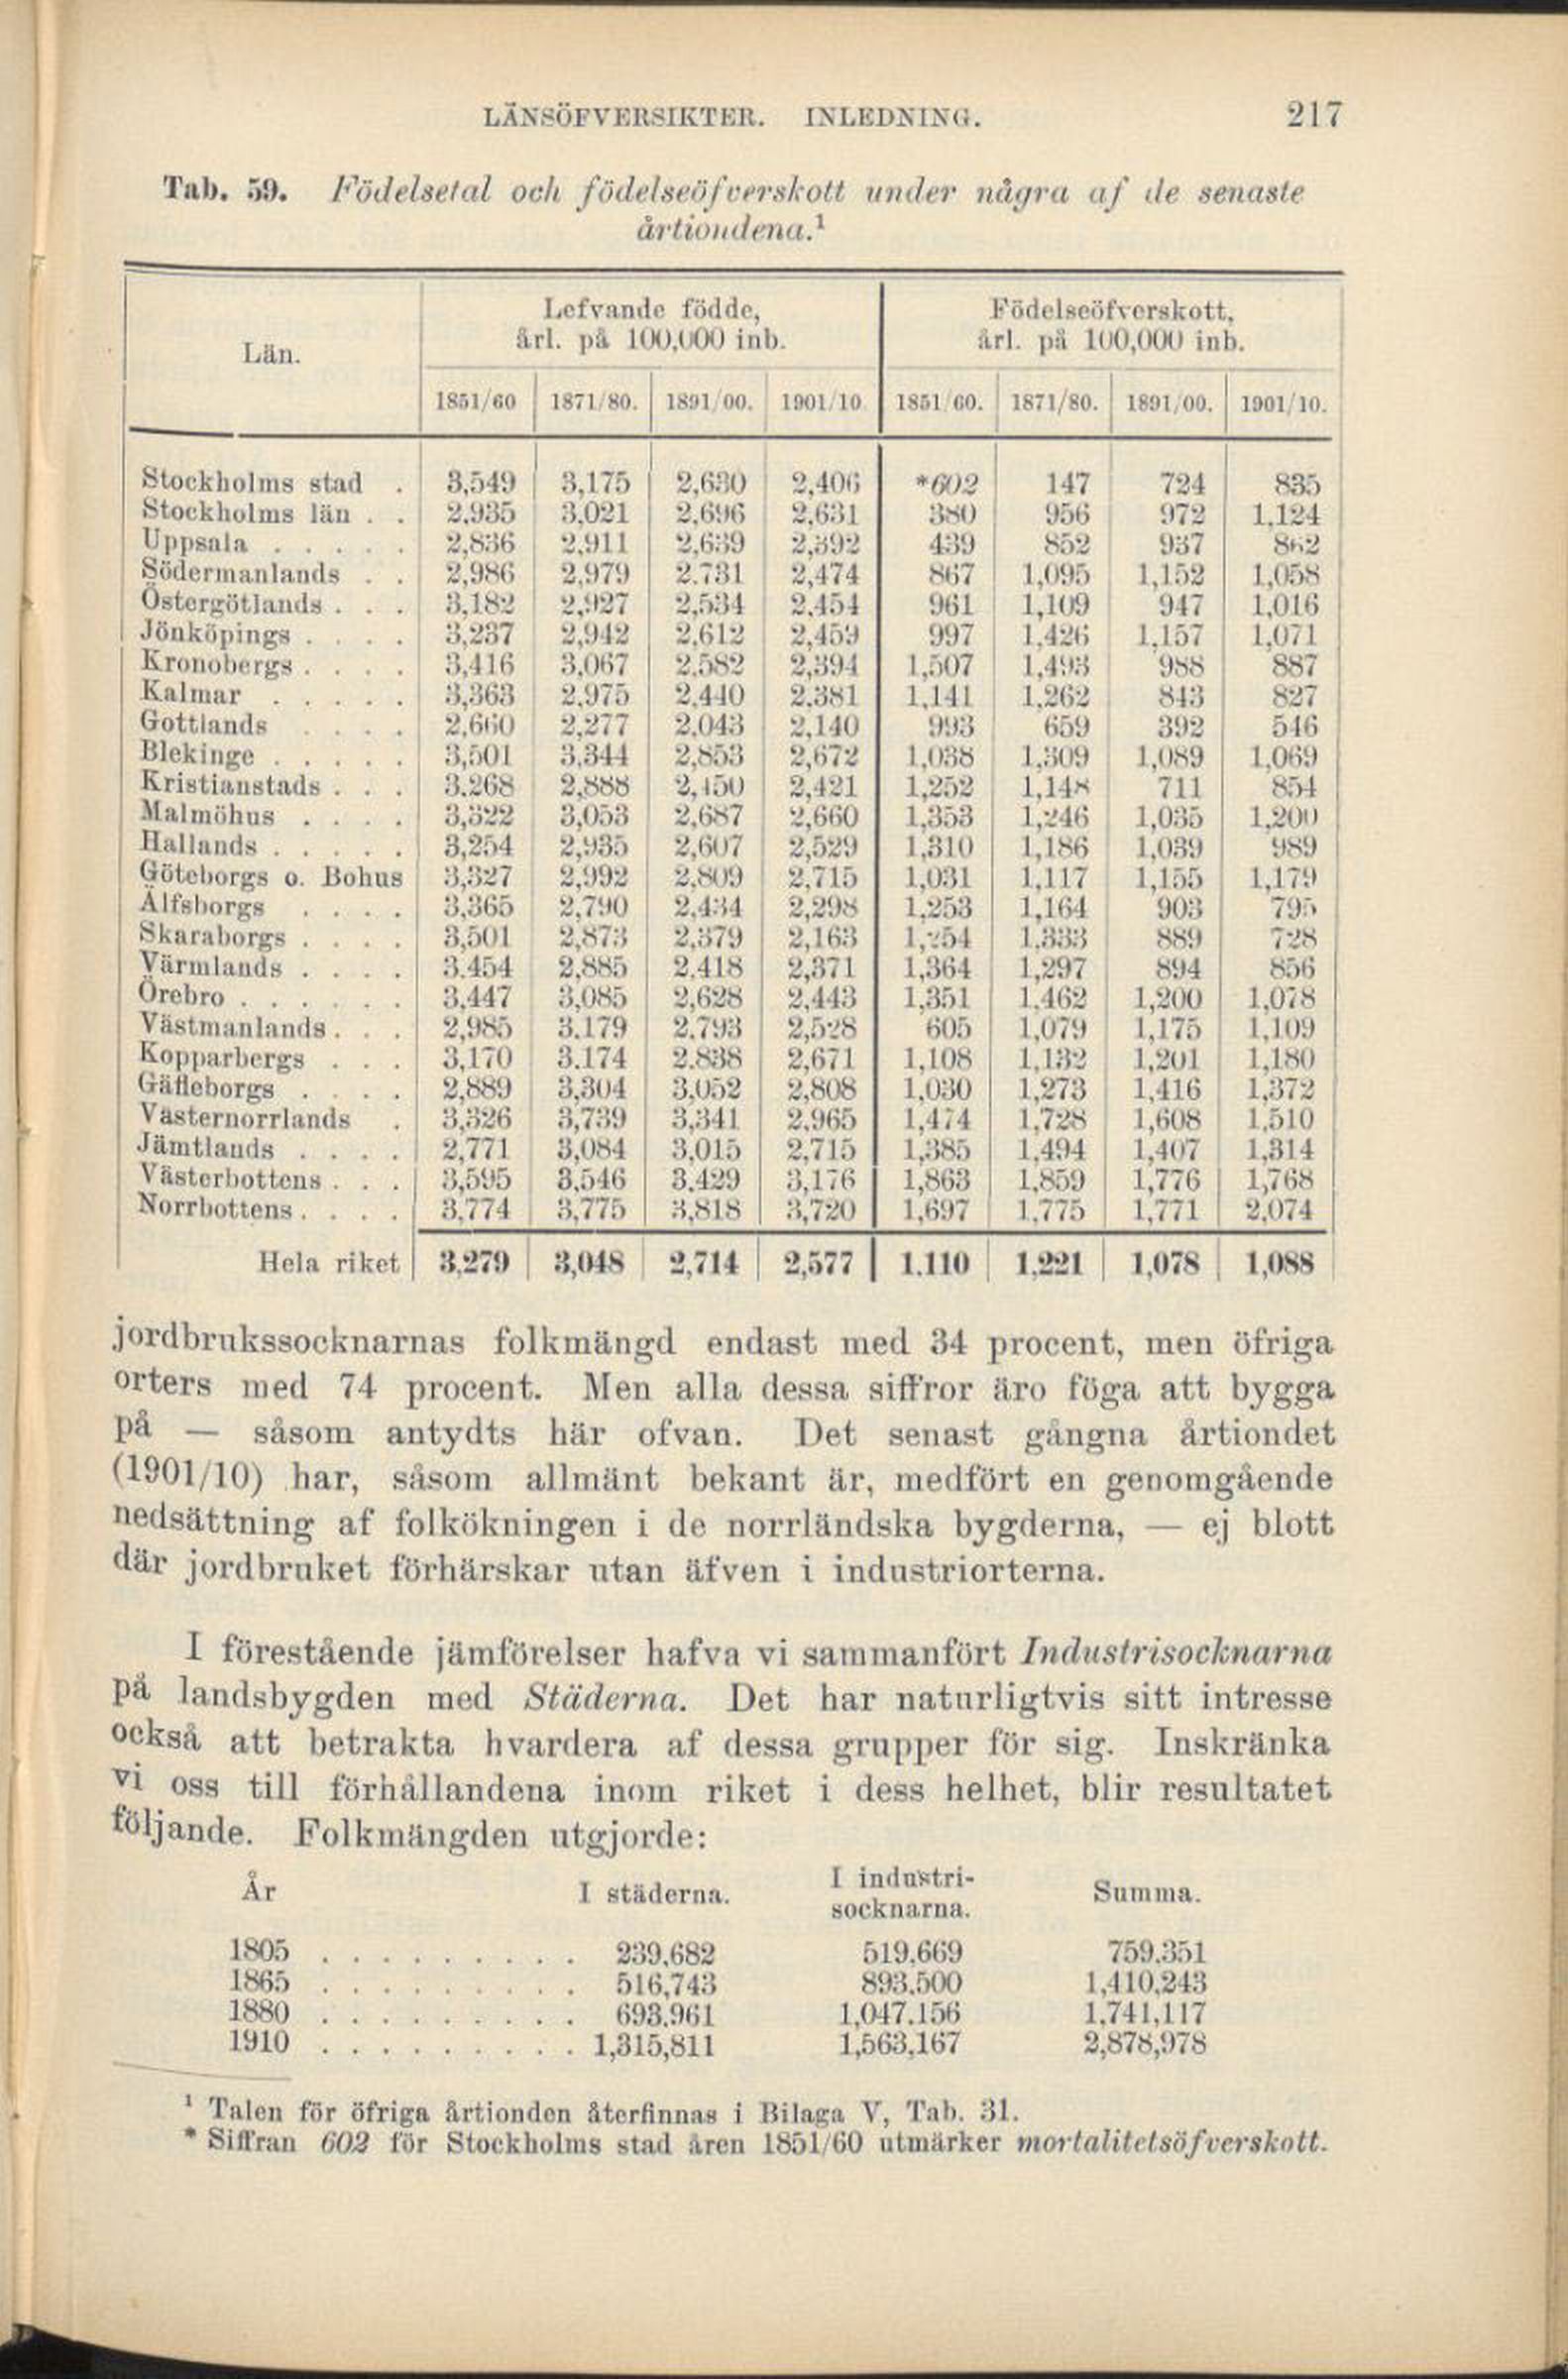 LÄNSÖFVERSIKTER. INLEDNING. 217
Tab. 59. Födelsetal och födelseöfverskott under några af de senaste
årtiondena.¹
Län.
Lefvande födde,
årl. på 100,000 inb.
Födelseöfverskott,
årl. på 100,000 inb.
1851/60 1871/80. 1891/00. 1901/10 1851/60. 1871/80. 1891/00. 1901/10.
Stockholms stad . 3,549 3,175 2,630 2,406 *602 147 724 835
Stockholms län . . 2,935 3,021 2,696 2,631 380 956 972 1,124
Uppsala . . . . . 2,836 2,911 2,639 2,392 439 852 937 862
Södermanlands . . 2,986 2,979 2,731 2,474 867 1,095 1,152 1,058
Östergötlands . . . 3,182 2,927 2,534 2,454 961 1,109 947 1,016
Jönköpings . . . . 3,237 2,942 2,612 2,459 997 1,426 1,157 1,071
Kronobergs . . . . 3,416 3,067 2,582 2,394 1,507 1,493 988 887
Kalmar . . . . . 3,363 2,975 2,440 2,381 1,141 1,262 843 827
Gottlands . . . . 2,660 2,277 2,043 2,140 993 659 392 546
Blekinge . . . . . 3,501 3,344 2,853 2,672 1,038 1,309 1,089 1,069
Kristianstads . . . 3,268 2,888 2,450 2,421 1,252 1,148 711 854
Malmöhus . . . . 3,322 3,053 2,687 2,660 1,353 1,246 1,035 1,200
Hallands . . . . . 3,254 2,935 2,607 2,529 1,310 1,186 1,039 989
Göteborgs o. Bohus 3,327 2,992 2,809 2,715 1,031 1,117 1,155 1,179
Älfsborgs . . . . 3,365 2,790 2,434 2,298 1,253 1,164 903 795
Skaraborgs . . . . 3,501 2,873 2,379 2,163 1,254 1,333 889 728
Värmlands . . . . 3,454 2,885 2,418 2,371 1,364 1,297 894 856
Örebro . . . . . . 3,447 3,085 2,628 2,443 1,351 1,462 1,200 1,078
Västmanlands . . . 2,985 3,179 2,793 2,528 605 1,079 1,175 1,109
Kopparbergs . . . 3,170 3,174 2,838 2,671 1,108 1,132 1,201 1,180
Gäfleborgs . . . . 2,889 3,304 3,052 2,808 1,030 1,273 1,416 1,372
Västernorrlands . 3,326 3,739 3,341 2,965 1,474 1,728 1,608 1,510
Jämtlands . . . . 2,771 3,084 3,015 2,715 1,385 1,494 1,407 1,314
Västerbottens . . . 3,595 3,546 3,429 3,176 1,863 1,859 1,776 1,768
Norrbottens . . . . 3,774 3,775 3,818 3,720 1,697 1,775 1,771 2,074
Hela riket 3,279 3,048 2,714 2,577 1,110 1,221 1,078 1,088
jordbrukssocknarnas folkmängd endast med 34 procent, men öfriga
orters med 74 procent. Men alla dessa siffror äro föga att bygga
på — såsom antydts här ofvan. Det senast gångna årtiondet
(1901/10) har, såsom allmänt bekant är, medfört en genomgående
nedsättning af folkökningen i de norrländska bygderna, — ej blott
där jordbruket förhärskar utan äfven i industriorterna.
I förestående jämförelser hafva vi sammanfört Industrisocknarna
på landsbygden med Städerna. Det har naturligtvis sitt intresse
också att betrakta hvardera af dessa grupper för sig. Inskränka
vi oss till förhållandena inom riket i dess helhet, blir resultatet
följande. Folkmängden utgjorde:
År I städerna. I industri-
socknarna. Summa.
1805 . . . . . . . . . 239,682 519,669 759,351
1865 . . . . . . . . . 516,743 893,500 1,410,243
1880 . . . . . . . . . 693,961 1,047,156 1,741,117
1910 . . . . . . . . . 1,315,811 1,563,167 2,878,978
¹ Talen för öfriga årtionden återfinnas i Bilaga V, Tab. 31.
* Siffran 602 för Stockholms stad åren 1851/60 utmärker mortalitetsöfverskott.